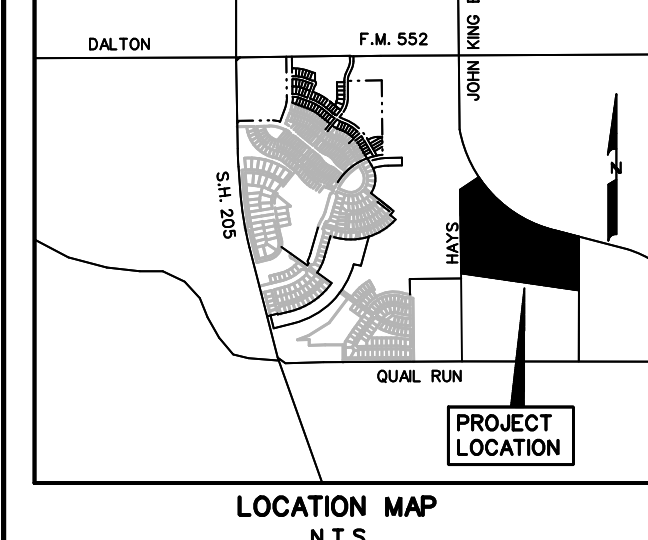 DALTON
F.M. 552
JOHN KING
S.H. 205
HAYS
N
QUAIL RUN
PROJECT
LOCATION
LOCATION MAP
N.T.S.